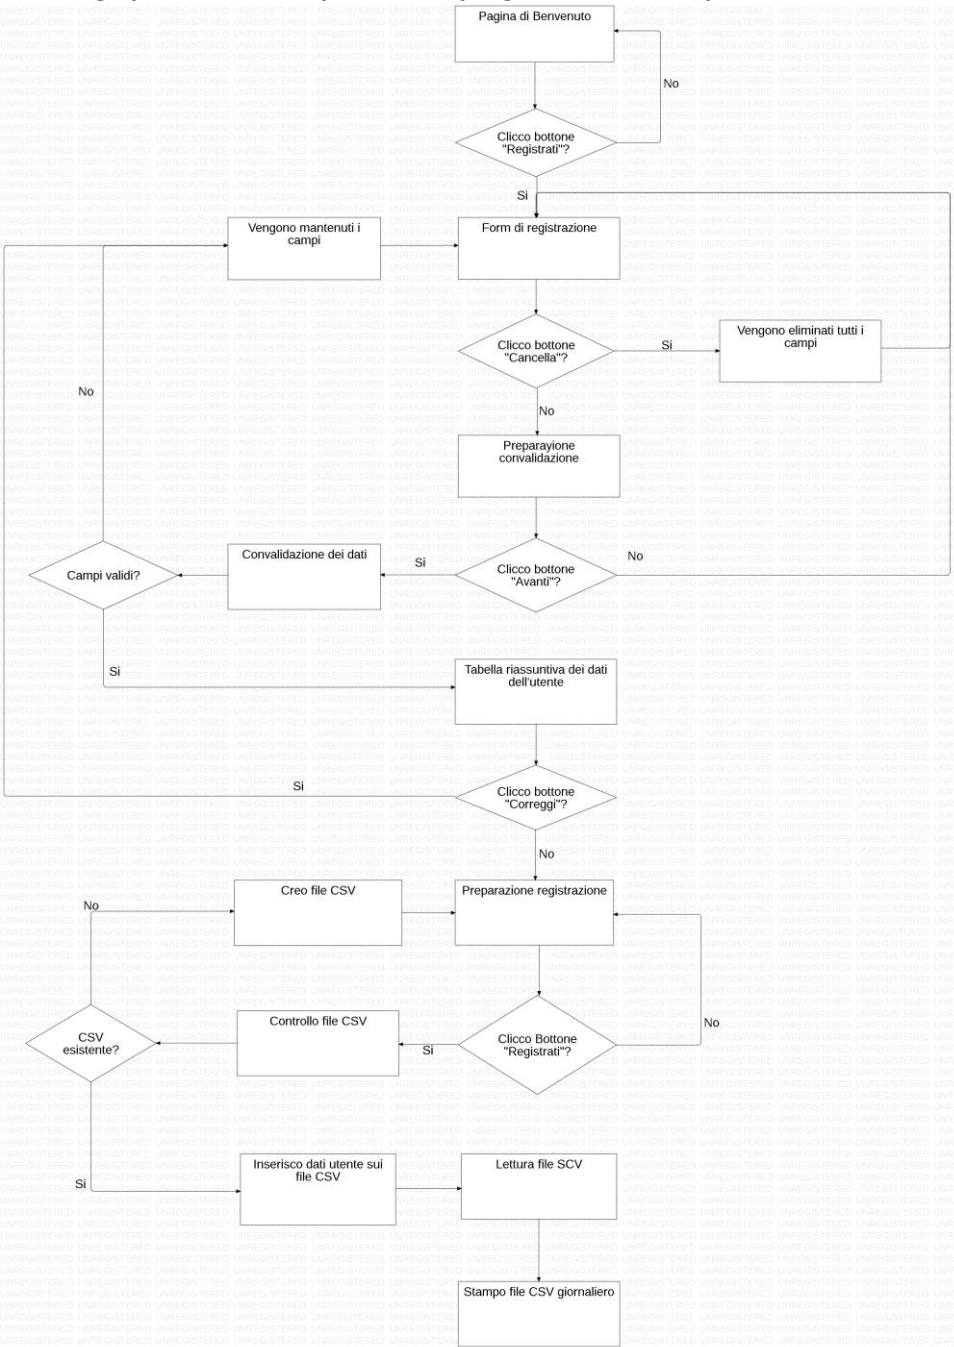 Pagina di Benvenuto
No
Clicco bottone
"Registrati"?
Si
Vengono mantenuti i
campi
Form di registrazione
Clicco bottone
"Cancella"?
Si
Vengono eliminati tutti i
campi
No
No
Preparayione
convalidazione
Campi validi?
Convalidazione dei dati
Si
Clicco bottone
"Avanti"?
No
Si
Tabella riassuntiva dei dati
dell'utente
Si
Clicco bottone
"Correggi"?
No
No
Creo file CSV
Preparazione registrazione
CSV
esistente?
Controllo file CSV
Si
Clicco Bottone
"Registrati"?
No
Si
Inserisco dati utente sui
file CSV
Lettura file SCV
Stampo file CSV giornaliero